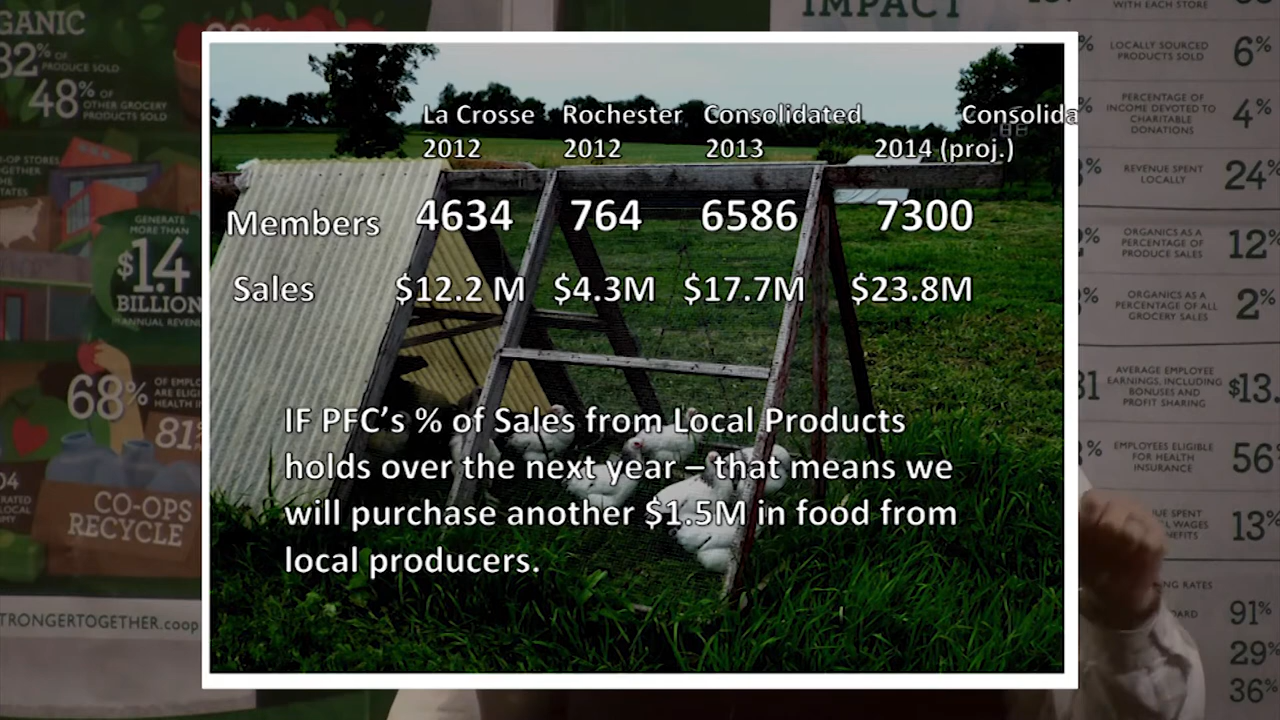 GANIC
32% OF
PRODUCE SOLD
48% OF
OTHER GROCERY
PRODUCTS SOLD
GENERATE
MORE THAN
$1.4
BILLION
68%
81%
CO-OPS
RECYCLE
TRONGERTOGETHER.coop
La Crosse Rochester Consolidated Consolida
2012 2012 2013 2014 (proj.)
Members 4634 764 6586 7300
Sales $12.2 M $4.3M $17.7M $23.8M
IF PFC's % of Sales from Local Products
holds over the next year – that means we
will purchase another $1.5M in food from
local producers.
IMPACT
WITH EACH STORE
LOCALLY SOURCED
PRODUCTS SOLD 6%
PERCENTAGE OF
INCOME DEVOTED TO
CHARITABLE
DONATIONS 4%
REVENUE SPENT
LOCALLY 24%
ORGANICS AS A
PERCENTAGE OF
PRODUCE SALES 12%
ORGANICS AS A
PERCENTAGE OF ALL
GROCERY SALES 2%
AVERAGE EMPLOYEE
EARNINGS, INCLUDING
BONUSES AND
PROFIT SHARING $13.
EMPLOYEES ELIGIBLE
FOR HEALTH
INSURANCE 56%
13%
91%
29%
36%